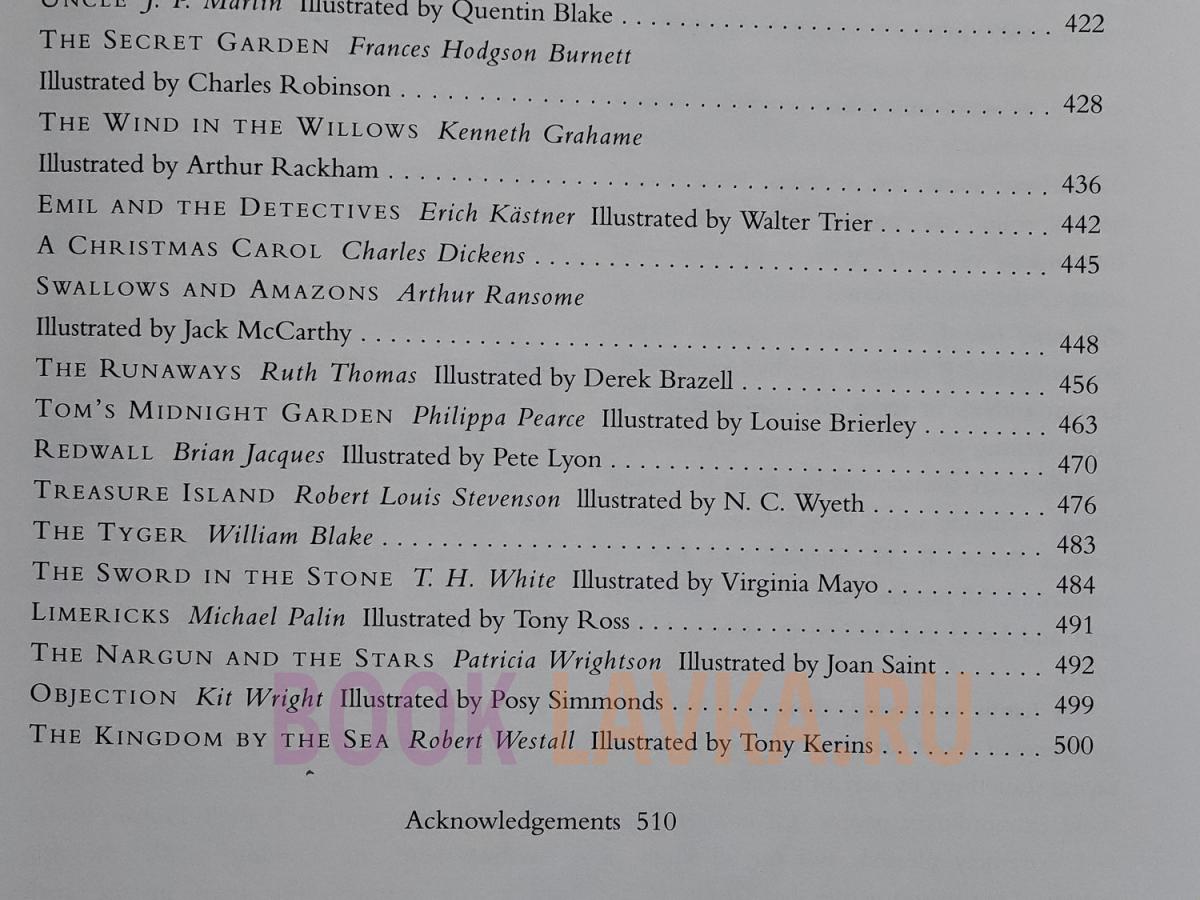 UNCLE J. P. Martin Illustrated by Quentin Blake . . . . . . . . . . . . . . . . . . . . . . . . . . . . . 422
THE SECRET GARDEN Frances Hodgson Burnett
Illustrated by Charles Robinson . . . . . . . . . . . . . . . . . . . . . . . . . . . . . . . . . . . . . . . . . . . 428
THE WIND IN THE WILLOWS Kenneth Grahame
Illustrated by Arthur Rackham . . . . . . . . . . . . . . . . . . . . . . . . . . . . . . . . . . . . . . . . . . . . 436
EMIL AND THE DETECTIVES Erich Kästner Illustrated by Walter Trier . . . . . . . . . . . 442
A CHRISTMAS CAROL Charles Dickens . . . . . . . . . . . . . . . . . . . . . . . . . . . . . . . . . . 445
SWALLOWS AND AMAZONS Arthur Ransome
Illustrated by Jack McCarthy . . . . . . . . . . . . . . . . . . . . . . . . . . . . . . . . . . . . . . . . . . . . . 448
THE RUNAWAYS Ruth Thomas Illustrated by Derek Brazell . . . . . . . . . . . . . . . . . . . . 456
TOM'S MIDNIGHT GARDEN Philippa Pearce Illustrated by Louise Brierley . . . . . . . . 463
REDWALL Brian Jacques Illustrated by Pete Lyon . . . . . . . . . . . . . . . . . . . . . . . . . . . . . 470
TREASURE ISLAND Robert Louis Stevenson Illustrated by N. C. Wyeth . . . . . . . . . . . . 476
THE TYGER William Blake . . . . . . . . . . . . . . . . . . . . . . . . . . . . . . . . . . . . . . . . . . . . 483
THE SWORD IN THE STONE T. H. White Illustrated by Virginia Mayo . . . . . . . . . . . 484
LIMERICKS Michael Palin Illustrated by Tony Ross . . . . . . . . . . . . . . . . . . . . . . . . . . . 491
THE NARGUN AND THE STARS Patricia Wrightson Illustrated by Joan Saint . . . . . . . 492
OBJECTION Kit Wright Illustrated by Posy Simmonds . . . . . . . . . . . . . . . . . . . . . . . . . 499
THE KINGDOM BY THE SEA Robert Westall Illustrated by Tony Kerins . . . . . . . . . . . 500
BOOK-LAVKA.RU
Acknowledgements 510